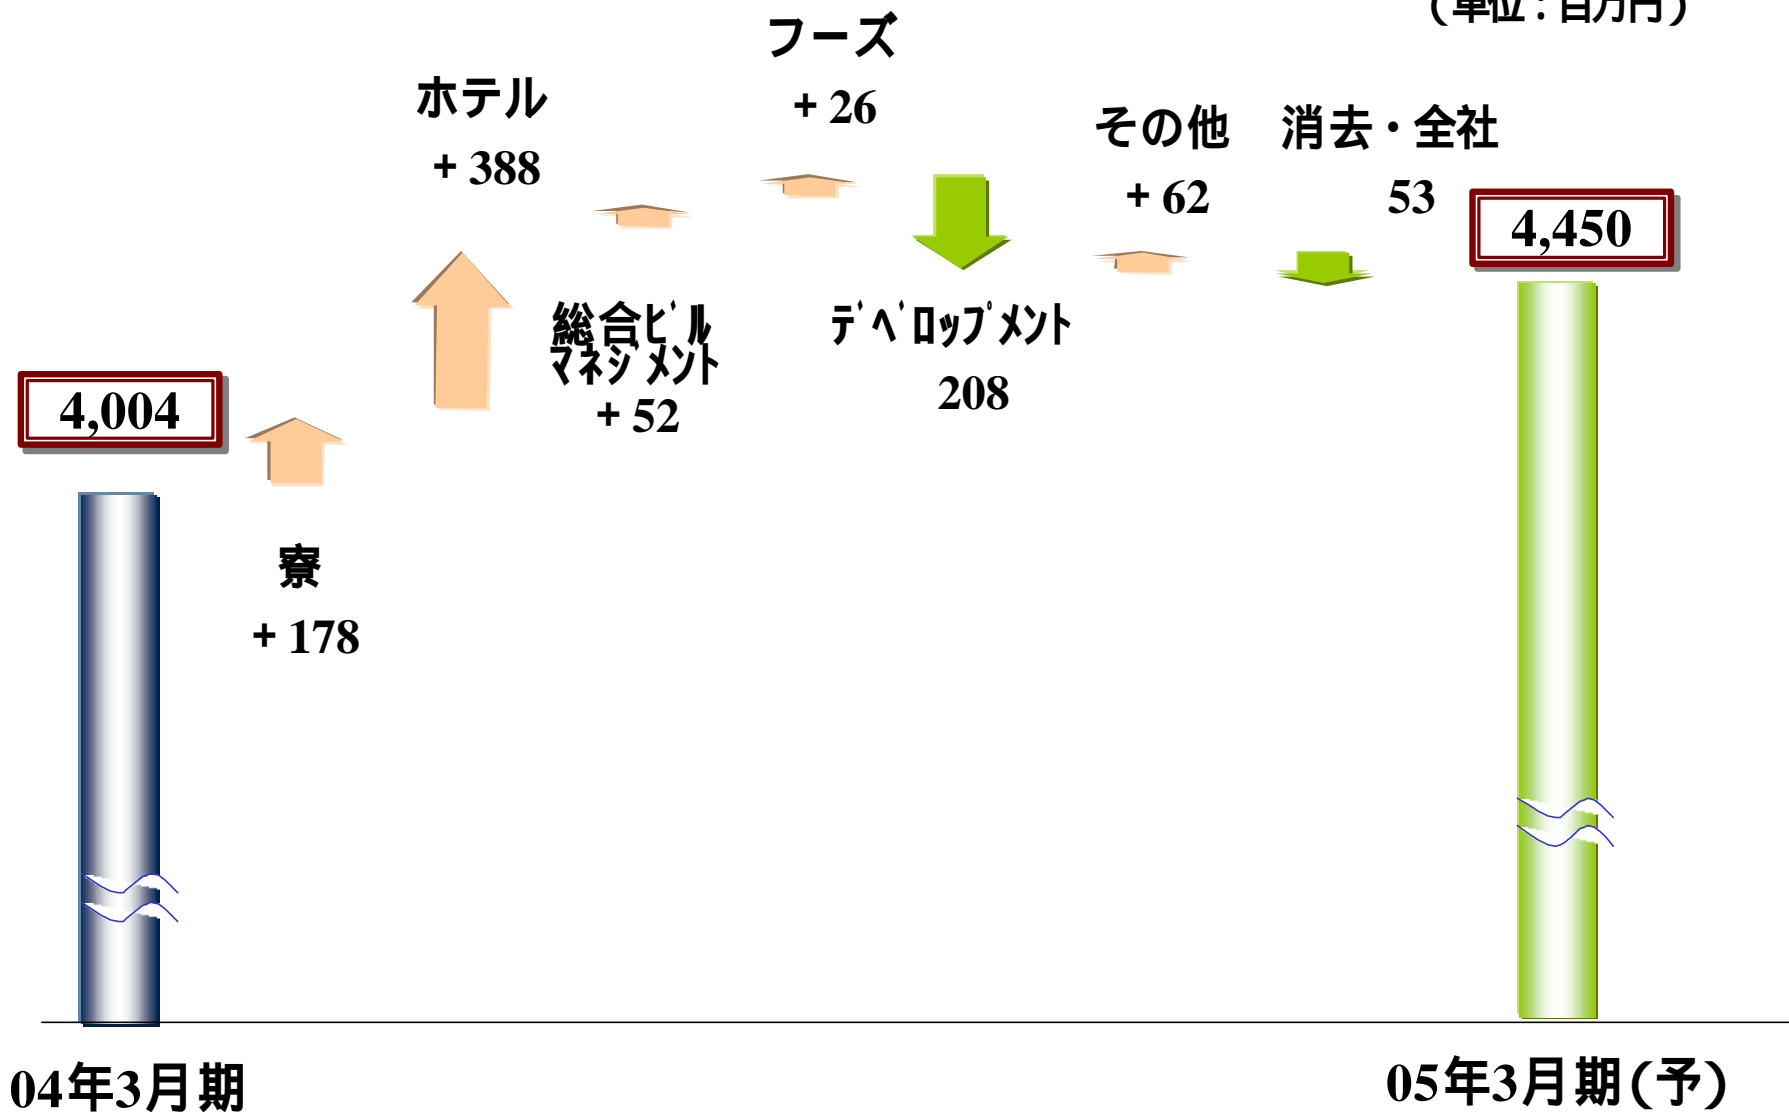 (単位:百万円)
フーズ
+ 26
ホテル
+ 388
その他
+ 62
消去・全社
53
4,450
総合ビル
マネジメント
+ 52
デベロップメント
208
4,004
寮
+ 178
04年3月期
05年3月期(予)